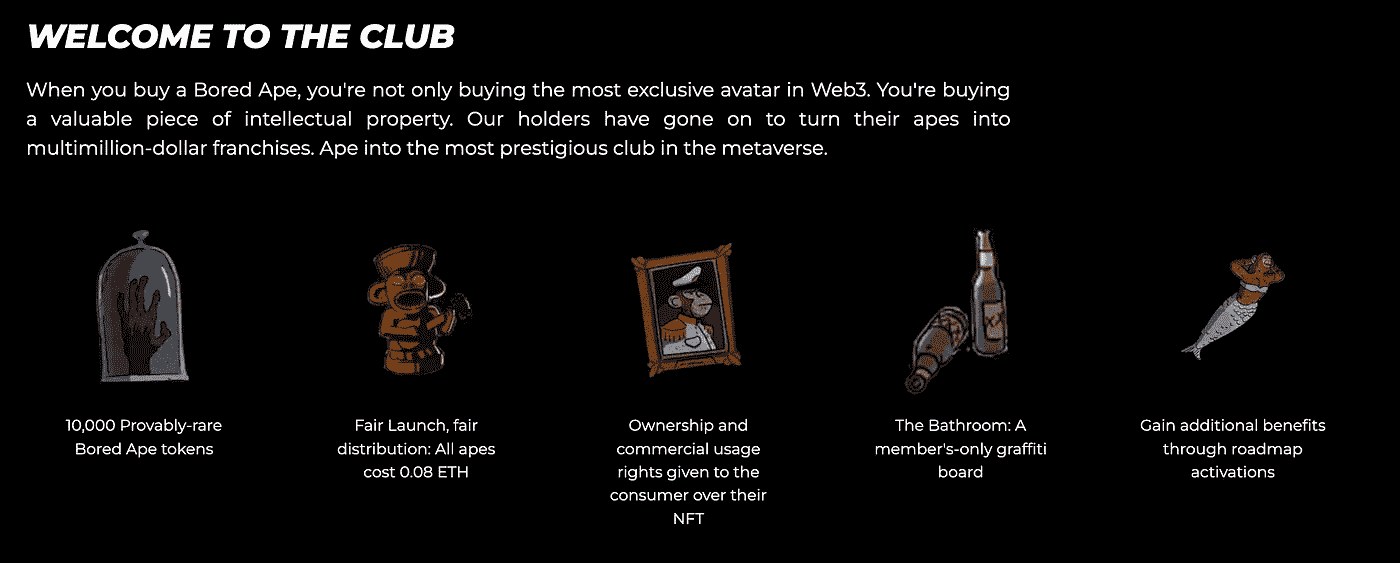 WELCOME TO THE CLUB
When you buy a Bored Ape, you're not only buying the most exclusive avatar in Web3. You're buying
a valuable piece of intellectual property. Our holders have gone on to turn their apes into
multimillion-dollar franchises. Ape into the most prestigious club in the metaverse.
10,000 Provably-rare
Bored Ape tokens
Fair Launch, fair
distribution: All apes
cost 0.08 ETH
Ownership and
commercial usage
rights given to the
consumer over their
NFT
The Bathroom: A
member's-only graffiti
board
Gain additional benefits
through roadmap
activations